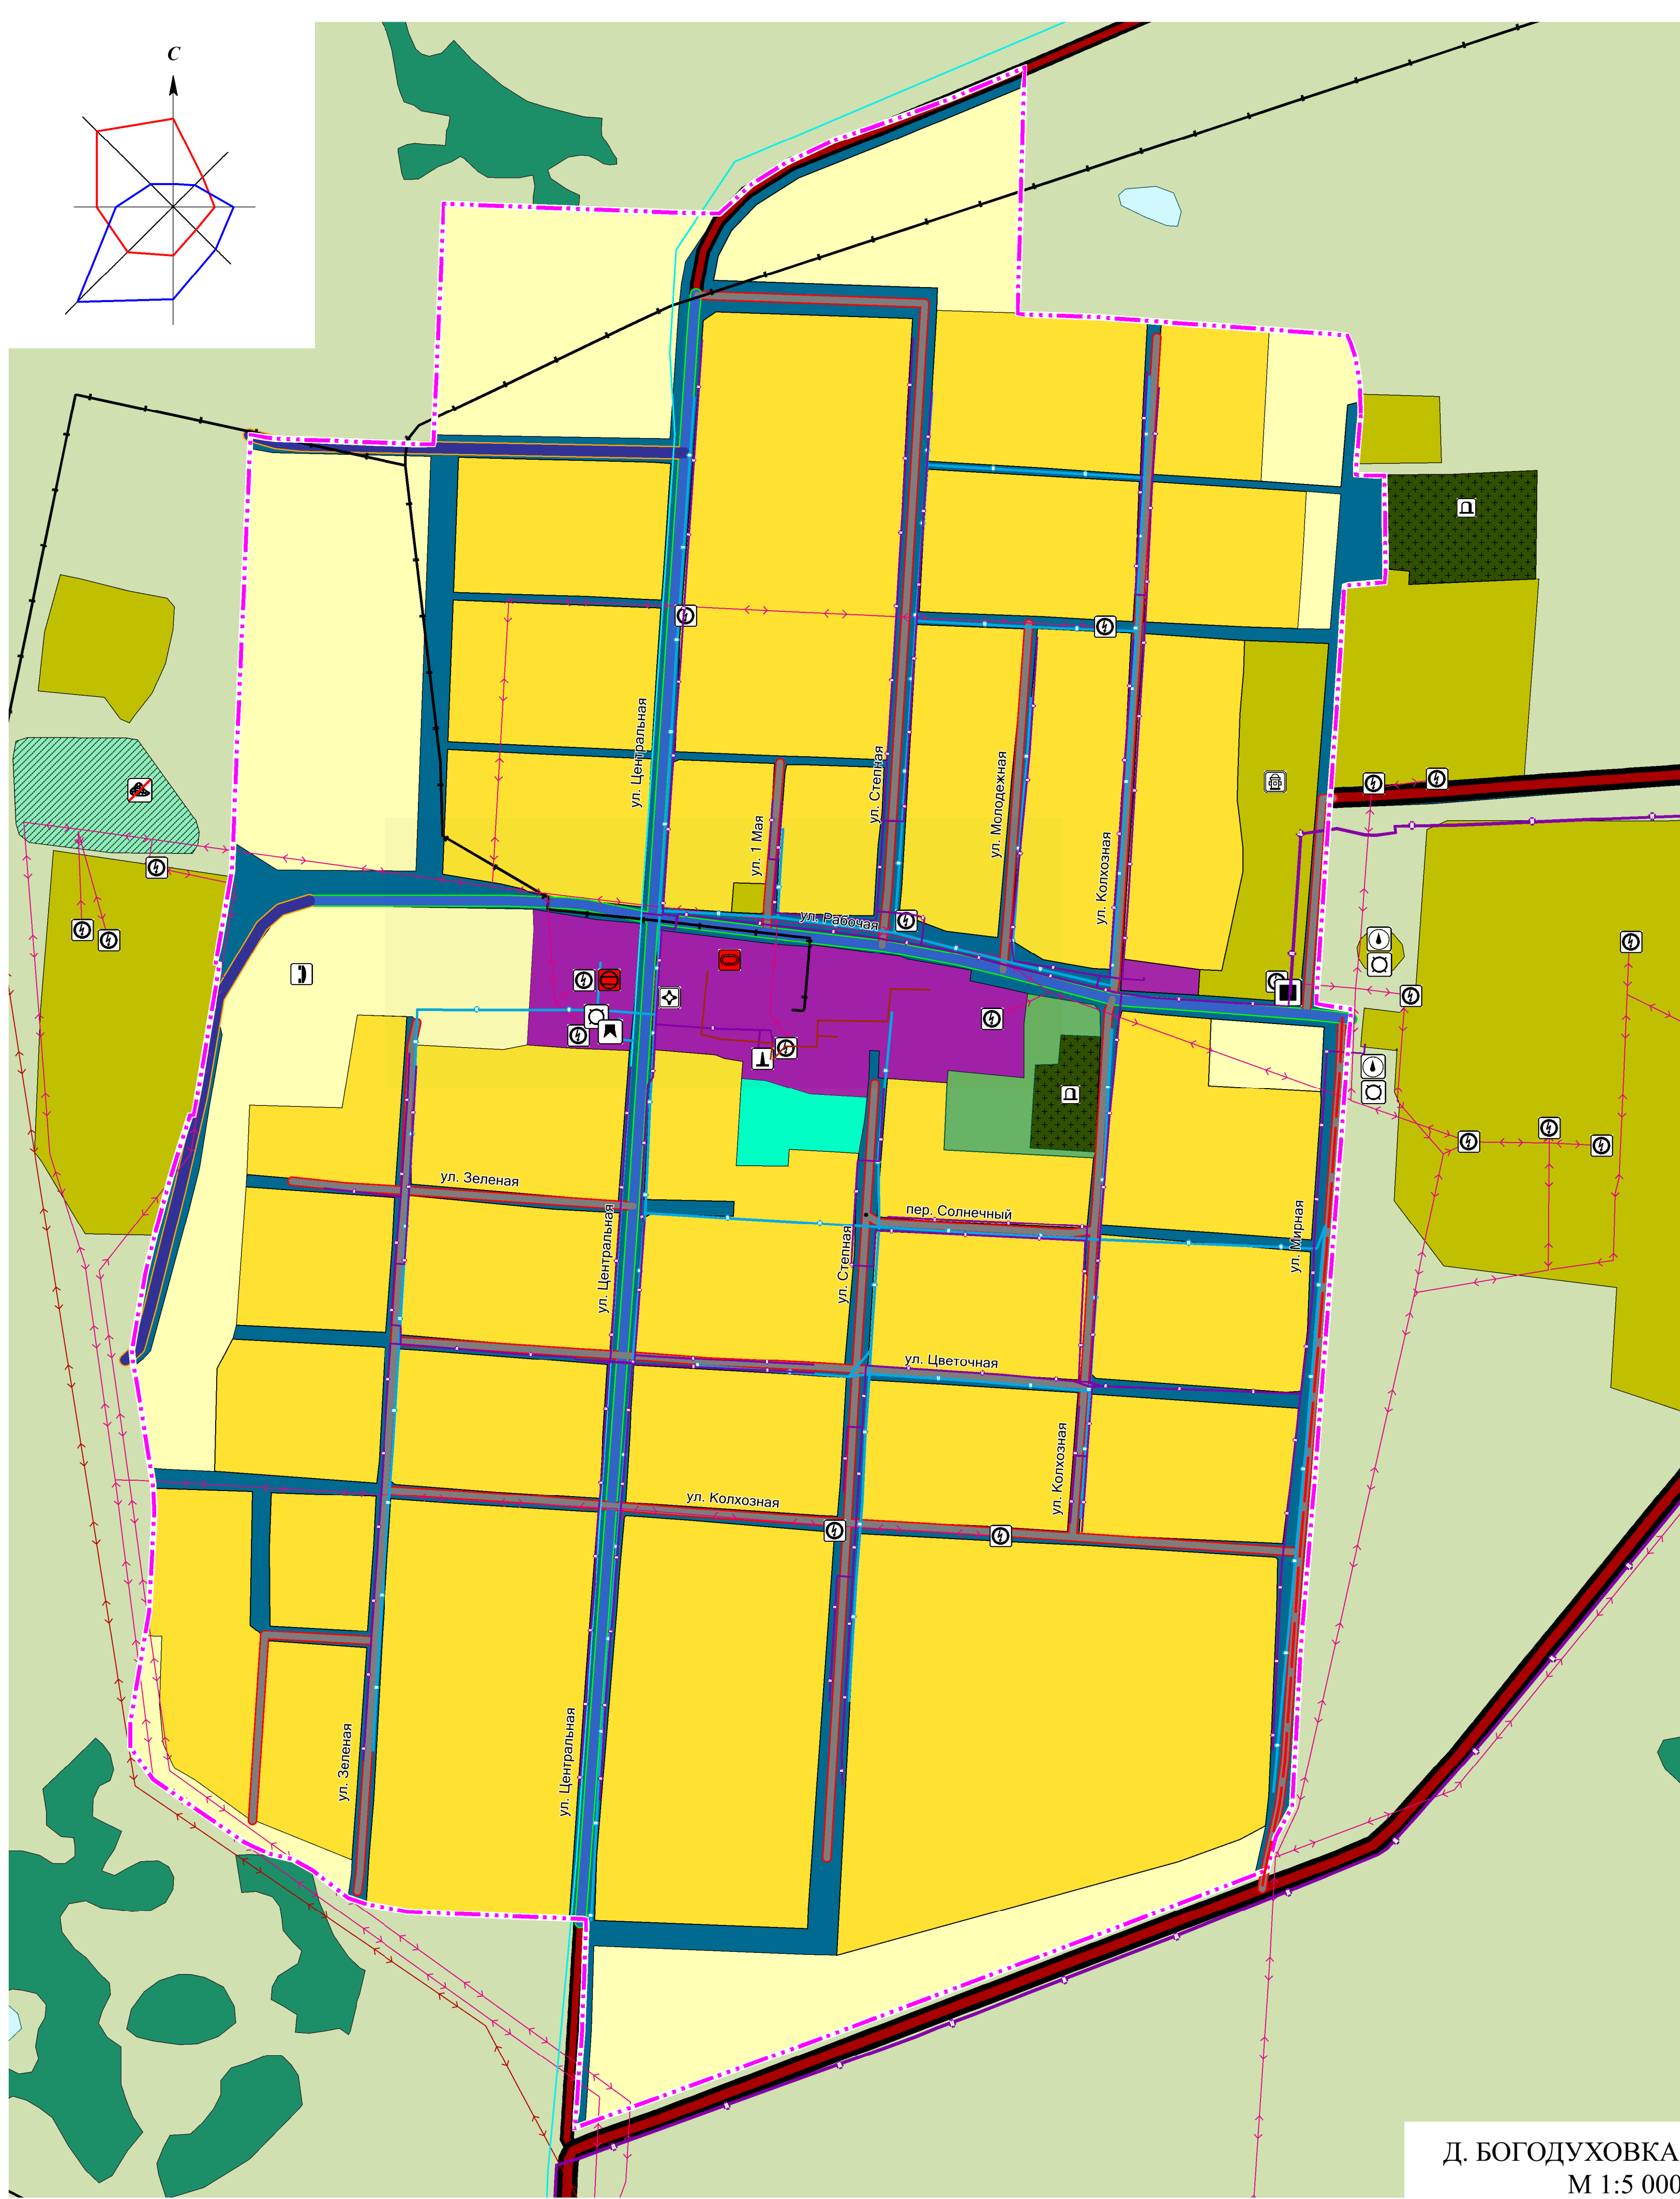 С
ул. Центральная
ул. 1 Мая
ул. Степная
ул. Молодежная
ул. Колхозная
ул. Рабочая
ул. Зеленая
ул. Центральная
ул. Степная
пер. Солнечный
ул. Мирная
ул. Цветочная
ул. Колхозная
ул. Колхозная
ул. Зеленая
ул. Центральная
Д. БОГОДУХОВКА
М 1:5 000